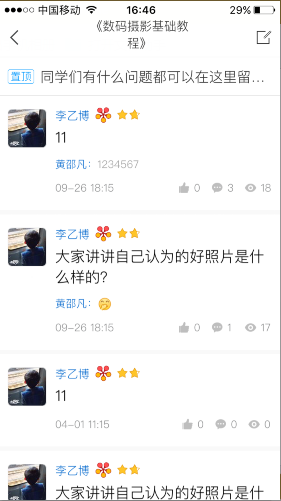 中国移动 16:46 29%
《数码摄影基础教
程》
置顶 同学们有什么问题都可以在这里留...
李乙博
11
黄邵凡：1234567
09-26 18:15 0 3 18
李乙博
大家讲讲自己认为的好照片是什
么样的?
黄邵凡：
09-26 18:15 0 1 17
李乙博
11
04-01 11:15 0 0 0
李乙博
大家讲讲自己认为的好照片是什